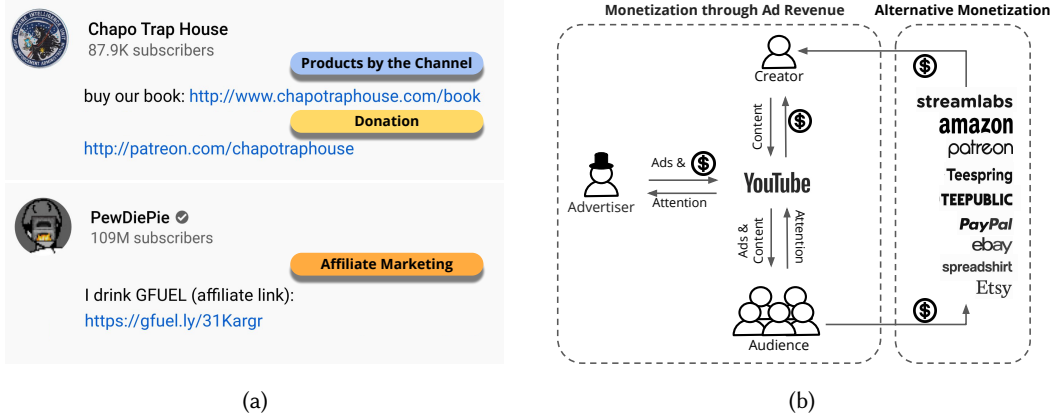 Chapo Trap House
87.9K subscribers
Products by the Channel
buy our book: http://www.chapotraphouse.com/book
Donation
http://patreon.com/chapotraphouse
PewDiePie
109M subscribers
Affiliate Marketing
I drink GFUEL (affiliate link):
https://gfuel.ly/31Kargr
(a)
Monetization through Ad Revenue
Alternative Monetization
Creator
$
Content
$
streamlabs
amazon
patreon
Teespring
TEEPUBLIC
PayPal
ebay
spreadshirt
Etsy
Ads & $
YouTube
Advertiser
Attention
Ads &
Content
Attention
$
Audience
(b)